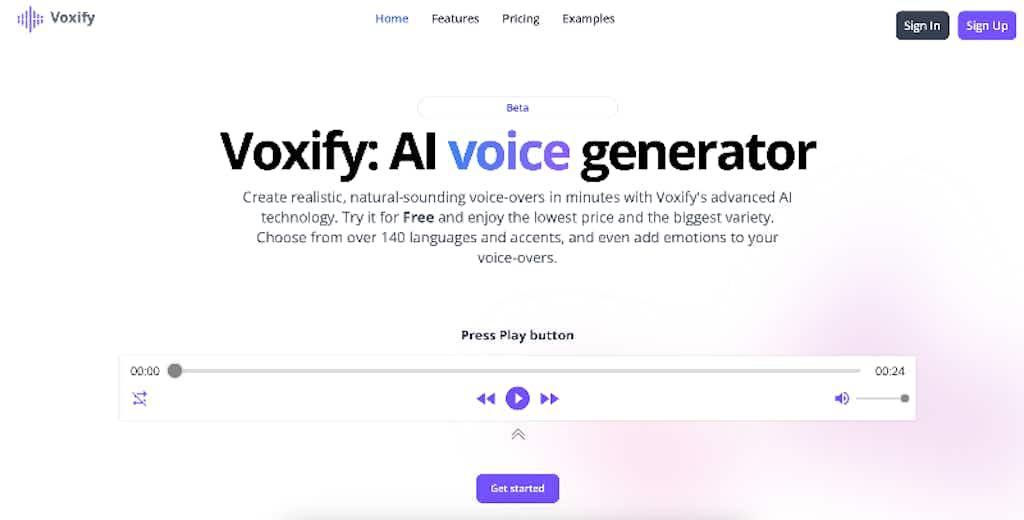 Voxify
Home Features Pricing Examples
Sign In Sign Up
Beta
Voxify: AI voice generator
Create realistic, natural-sounding voice-overs in minutes with Voxify's advanced AI
technology. Try it for Free and enjoy the lowest price and the biggest variety.
Choose from over 140 languages and accents, and even add emotions to your
voice-overs.
Press Play button
00:00 00:24
Get started